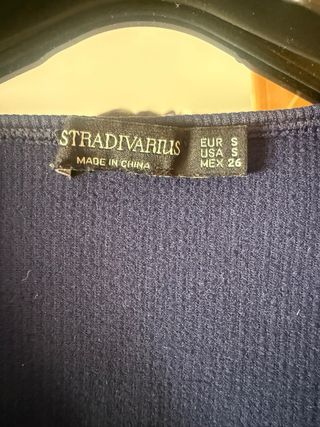 STRADIVARIUS
MADE IN CHINA
EUR S
USA S
MEX 26